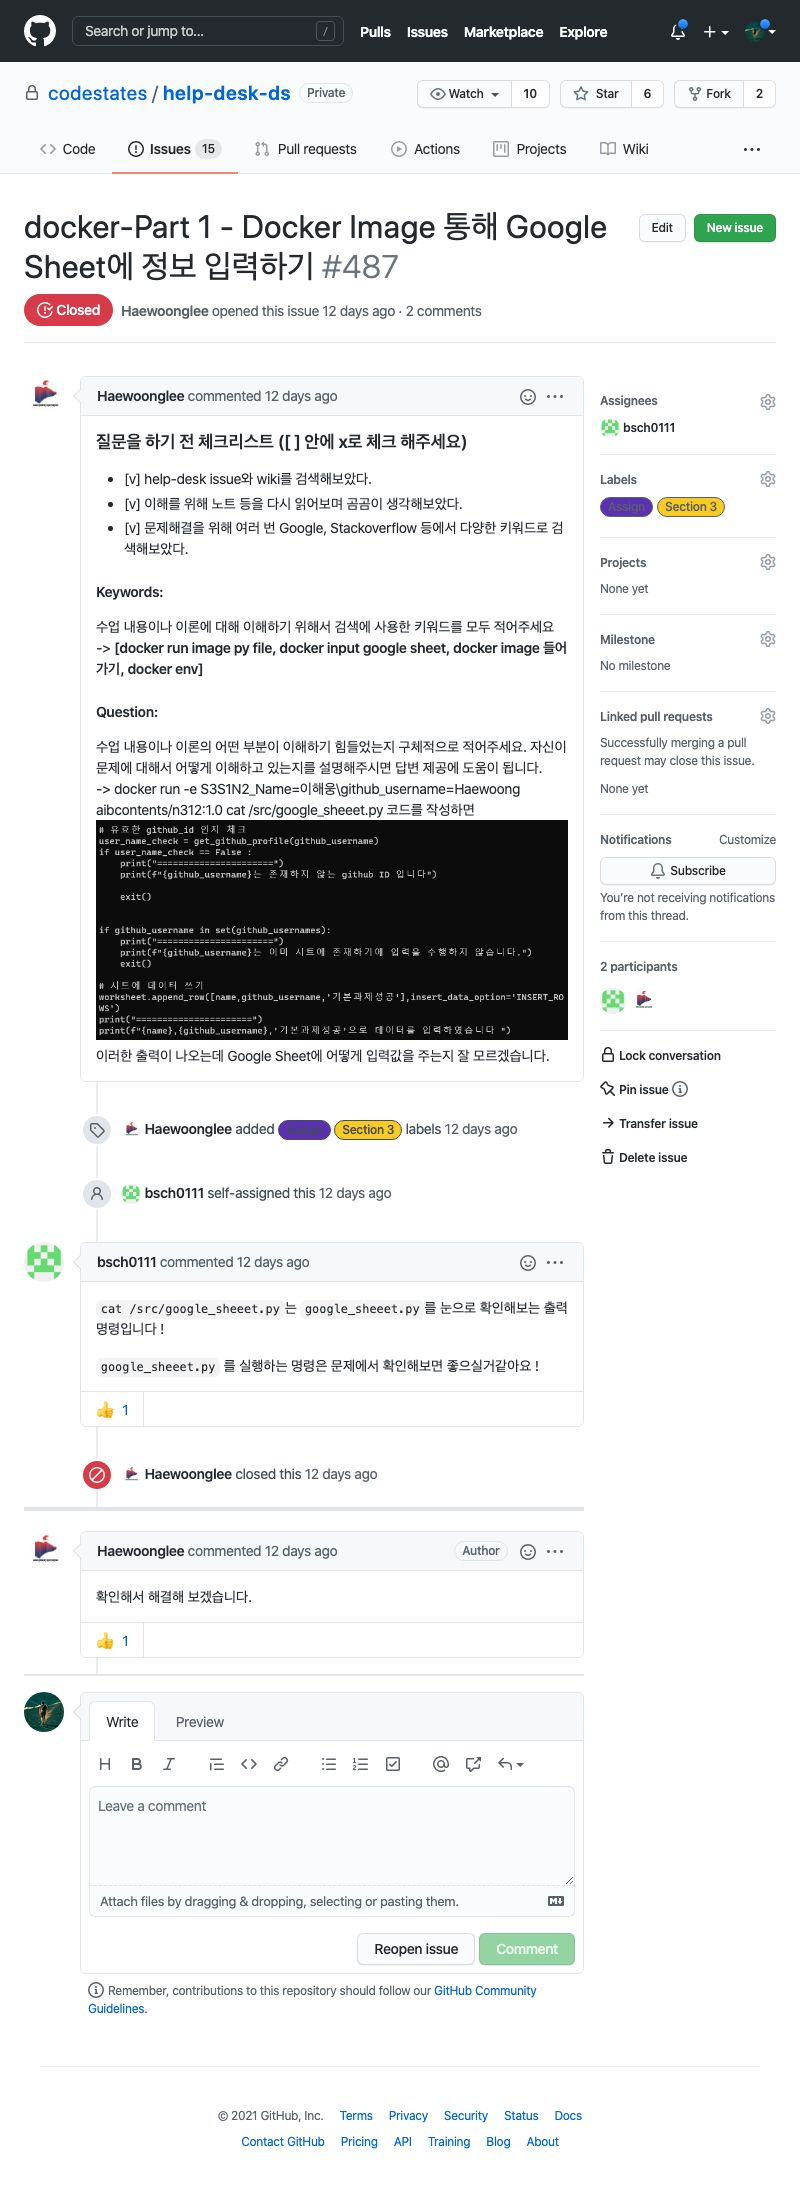 Search or jump to... /
Pulls Issues Marketplace Explore
codestates / help-desk-ds Private
Watch 10 Star 6 Fork 2
Code Issues 15 Pull requests Actions Projects Wiki ...
docker-Part 1 - Docker Image 통해 Google
Sheet에 정보 입력하기 #487
Edit New issue
Closed Haewoonglee opened this issue 12 days ago · 2 comments
Haewoonglee commented 12 days ago
질문을 하기 전 체크리스트 ([ ] 안에 x로 체크 해주세요)
• [v] help-desk issue와 wiki를 검색해보았다.
• [v] 이해를 위해 노트 등을 다시 읽어보며 곰곰이 생각해보았다.
• [v] 문제해결을 위해 여러 번 Google, Stackoverflow 등에서 다양한 키워드로 검
색해보았다.
Keywords:
수업 내용이나 이론에 대해 이해하기 위해서 검색에 사용한 키워드를 모두 적어주세요
-> [docker run image py file, docker input google sheet, docker image 들어
가기, docker env]
Question:
수업 내용이나 이론의 어떤 부분이 이해하기 힘들었는지 구체적으로 적어주세요. 자신이
문제에 대해서 어떻게 이해하고 있는지를 설명해주시면 답변 제공에 도움이 됩니다.
-> docker run -e S3S1N2_Name=이해웅\github_username=Haewoong
aibcontents/n312:1.0 cat /src/google_sheeet.py 코드를 작성하면
# 유효한 github_id 인지 체크
user_name_check = get_github_profile(github_username)
if user_name_check == False :
print("======================")
print(f"{github_username}는 존재하지 않는 github ID 입니다")
exit()
if github_username in set(github_usernames):
print("======================")
print(f"{github_username}는 이미 시트에 존재하기에 입력을 수행하지 않습니다.")
exit()
# 시트에 데이터 쓰기
worksheet.append_row([name,github_username,'기본과제성공'],insert_data_option='INSERT_RO
WS')
print("======================")
print(f"{name},{github_username},'기본과제성공'으로 데이터를 입력하였습니다 ")
이러한 출력이 나오는데 Google Sheet에 어떻게 입력값을 주는지 잘 모르겠습니다.
Haewoonglee added Assign Section 3 labels 12 days ago
bsch0111 self-assigned this 12 days ago
bsch0111 commented 12 days ago
cat /src/google_sheeet.py 는 google_sheeet.py 를 눈으로 확인해보는 출력
명령입니다 !
google_sheeet.py 를 실행하는 명령은 문제에서 확인해보면 좋으실거같아요 !
👍 1
Haewoonglee closed this 12 days ago
Haewoonglee commented 12 days ago Author
확인해서 해결해 보겠습니다.
👍 1
Write Preview
Leave a comment
Attach files by dragging & dropping, selecting or pasting them.
Reopen issue Comment
Remember, contributions to this repository should follow our GitHub Community
Guidelines.
Assignees
bsch0111
Labels
Assign Section 3
Projects
None yet
Milestone
No milestone
Linked pull requests
Successfully merging a pull
request may close this issue.
None yet
Notifications Customize
Subscribe
You're not receiving notifications
from this thread.
2 participants
Lock conversation
Pin issue
Transfer issue
Delete issue
© 2021 GitHub, Inc. Terms Privacy Security Status Docs
Contact GitHub Pricing API Training Blog About